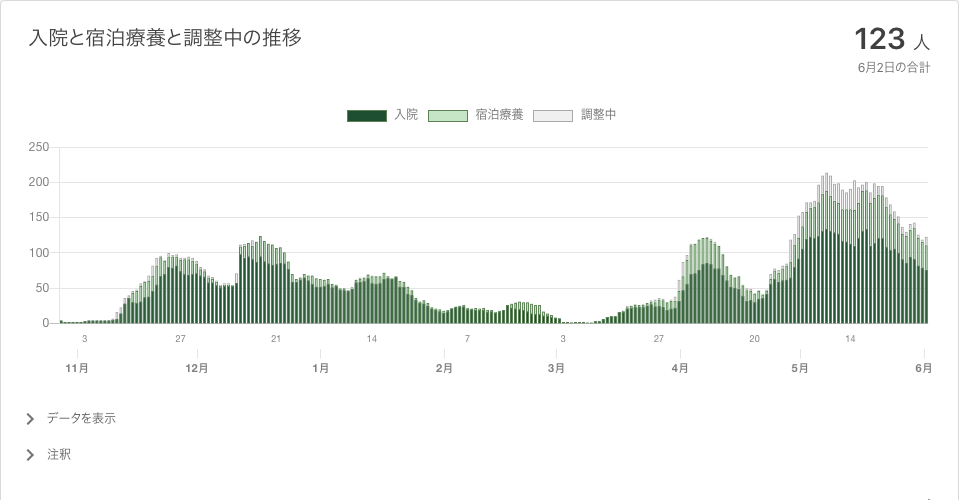 入院と宿泊療養と調整中の推移
123 人
6月2日の合計
入院 宿泊療養 調整中
250
200
150
100
50
0
3 27 21 14 7 3 27 20 14
11月 12月 1月 2月 3月 4月 5月 6月
データを表示
注釈